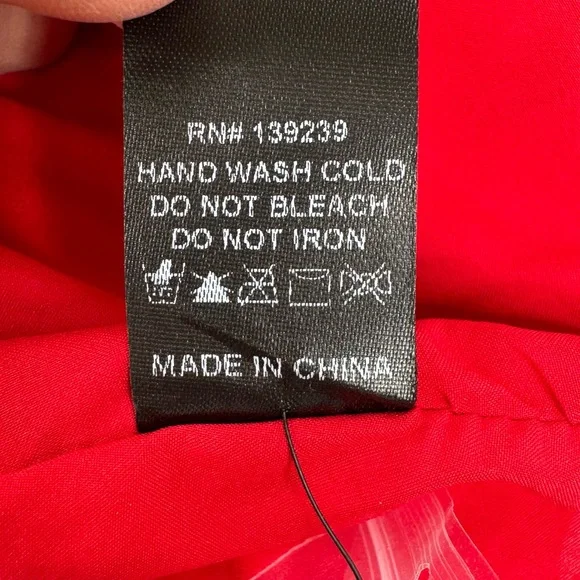 RN# 139239
HAND WASH COLD
DO NOT BLEACH
DO NOT IRON
MADE IN CHINA